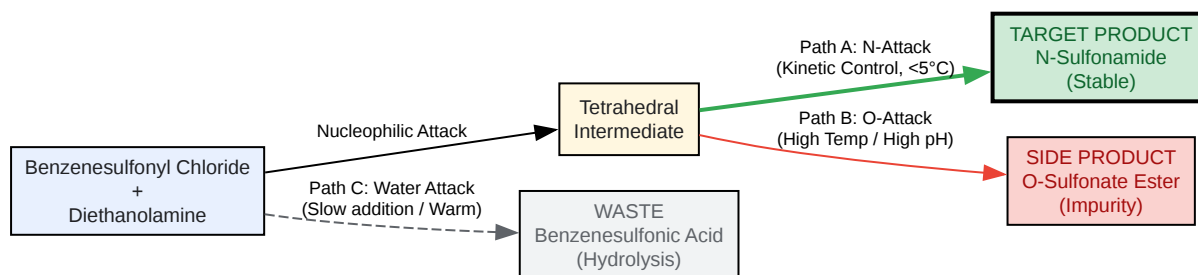 Benzenesulfonyl Chloride
+
Diethanolamine
Nucleophilic Attack
Path C: Water Attack
(Slow addition / Warm)
Tetrahedral
Intermediate
WASTE
Benzenesulfonic Acid
(Hydrolysis)
Path A: N-Attack
(Kinetic Control, <5°C)
Path B: O-Attack
(High Temp / High pH)
TARGET PRODUCT
N-Sulfonamide
(Stable)
SIDE PRODUCT
O-Sulfonate Ester
(Impurity)